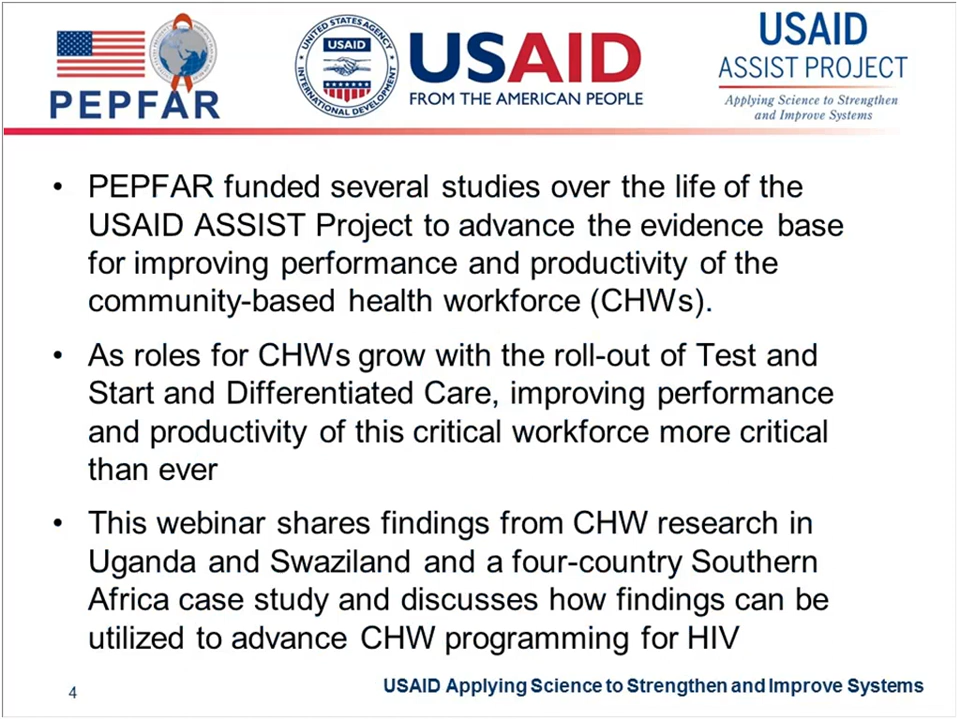 PEPFAR
UNITED STATES AGENCY
USAID
INTERNATIONAL DEVELOPMENT
USAID
FROM THE AMERICAN PEOPLE
USAID
ASSIST PROJECT
Applying Science to Strengthen
and Improve Systems
• PEPFAR funded several studies over the life of the
USAID ASSIST Project to advance the evidence base
for improving performance and productivity of the
community-based health workforce (CHWs).
• As roles for CHWs grow with the roll-out of Test and
Start and Differentiated Care, improving performance
and productivity of this critical workforce more critical
than ever
• This webinar shares findings from CHW research in
Uganda and Swaziland and a four-country Southern
Africa case study and discusses how findings can be
utilized to advance CHW programming for HIV
4
USAID Applying Science to Strengthen and Improve Systems